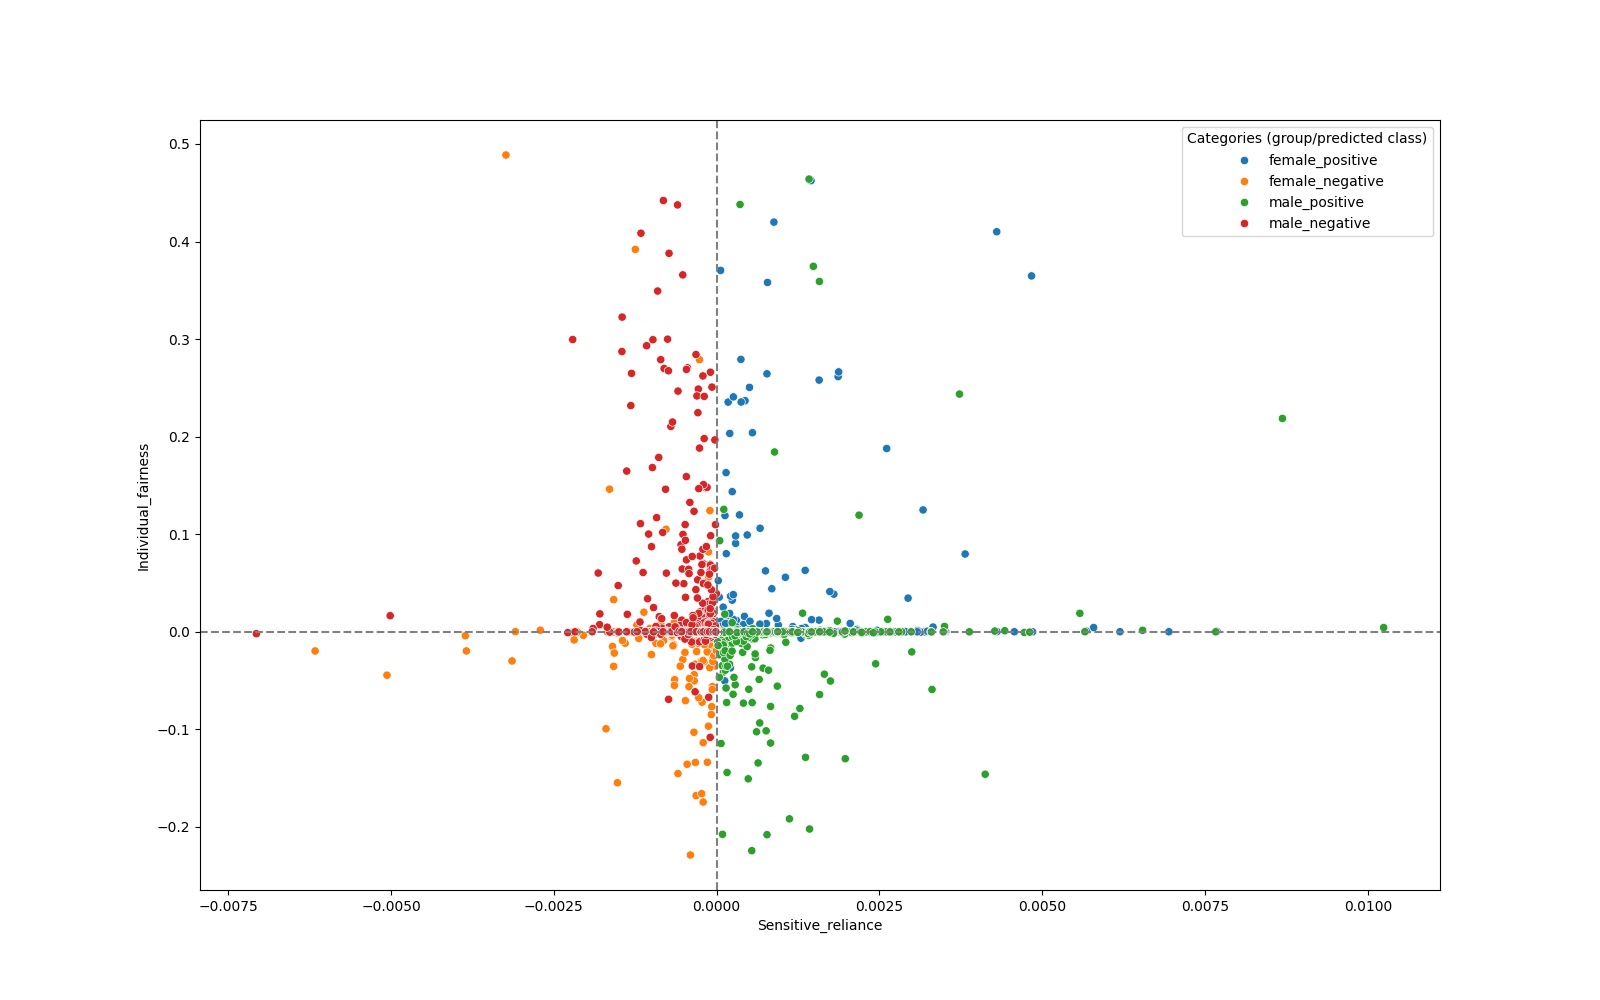 Categories (group/predicted class)
female_positive
female_negative
male_positive
male_negative
0.5
0.4
0.3
0.2
0.1
0.0
−0.1
−0.2
Individual_fairness
−0.0075
−0.0050
−0.0025
0.0000
0.0025
0.0050
0.0075
0.0100
Sensitive_reliance